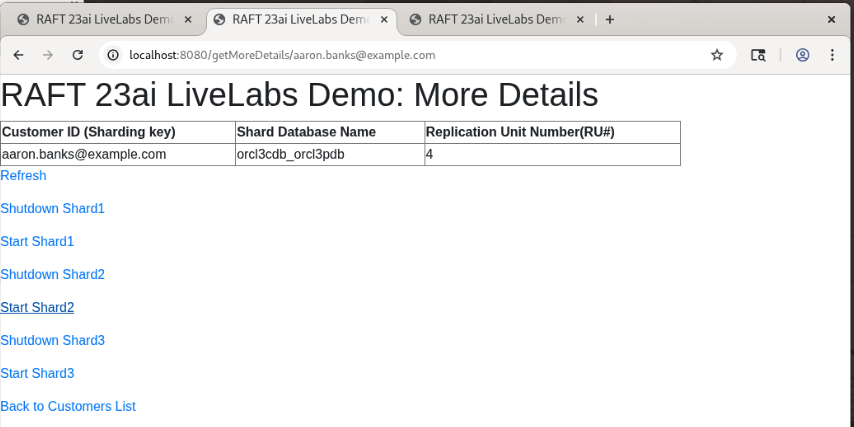 RAFT 23ai LiveLabs Demo
RAFT 23ai LiveLabs Demo
RAFT 23ai LiveLabs Demo
localhost:8080/getMoreDetails/aaron.banks@example.com
RAFT 23ai LiveLabs Demo: More Details
Customer ID (Sharding key) Shard Database Name Replication Unit Number(RU#)
aaron.banks@example.com orcl3cdb_orcl3pdb 4
Refresh
Shutdown Shard1
Start Shard1
Shutdown Shard2
Start Shard2
Shutdown Shard3
Start Shard3
Back to Customers List